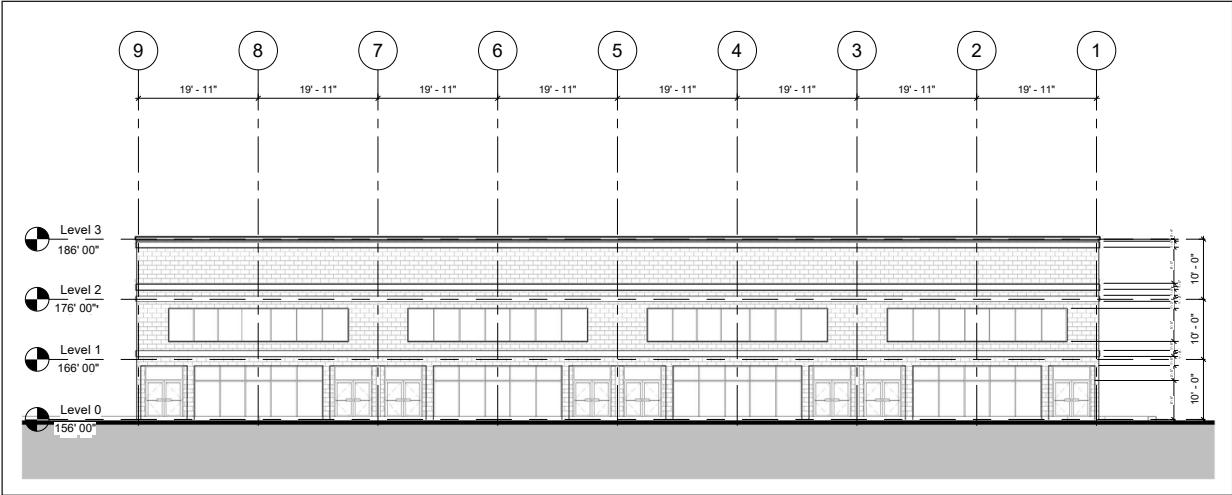 9 8 7 6 5 4 3 2 1
19' - 11" 19' - 11" 19' - 11" 19' - 11" 19' - 11" 19' - 11" 19' - 11" 19' - 11"
Level 3
186' 00"
10' - 0"
Level 2
176' 00"
10' - 0"
Level 1
166' 00"
10' - 0"
Level 0
156' 00"